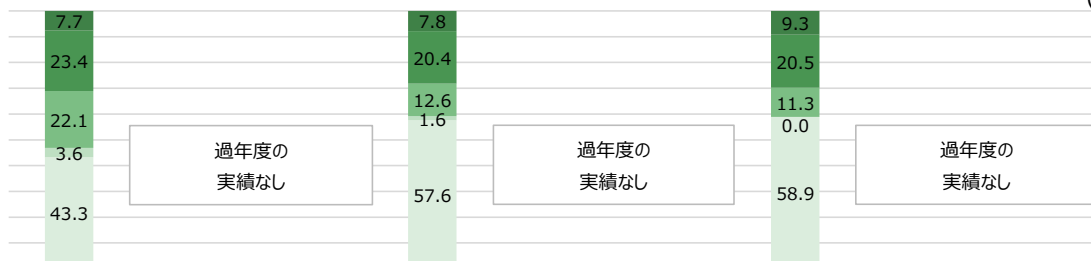 7.7
23.4
22.1
3.6
43.3
過年度の
実績なし
7.8
20.4
12.6
1.6
57.6
過年度の
実績なし
9.3
20.5
11.3
0.0
58.9
過年度の
実績なし